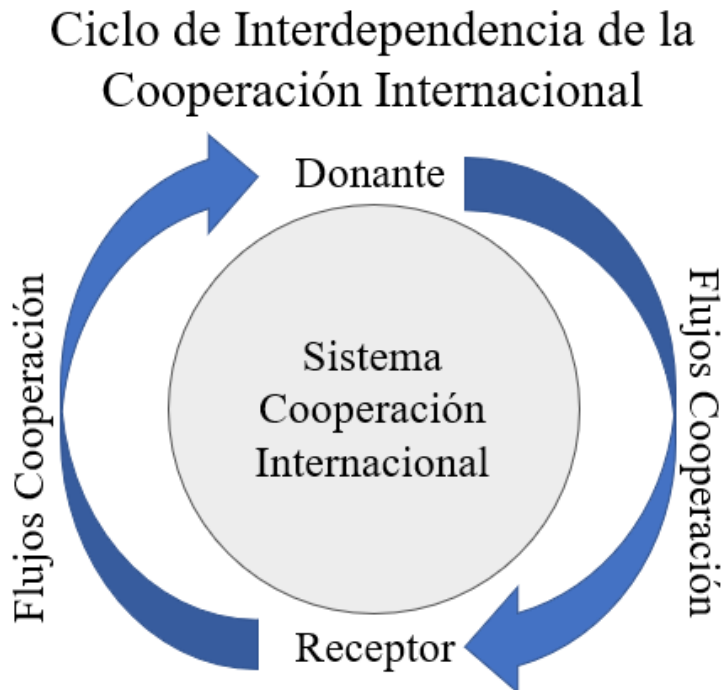 Ciclo de Interdependencia de la
Cooperación Internacional
Donante
Flujos Cooperación
Sistema
Cooperación
Internacional
Flujos Cooperación
Receptor